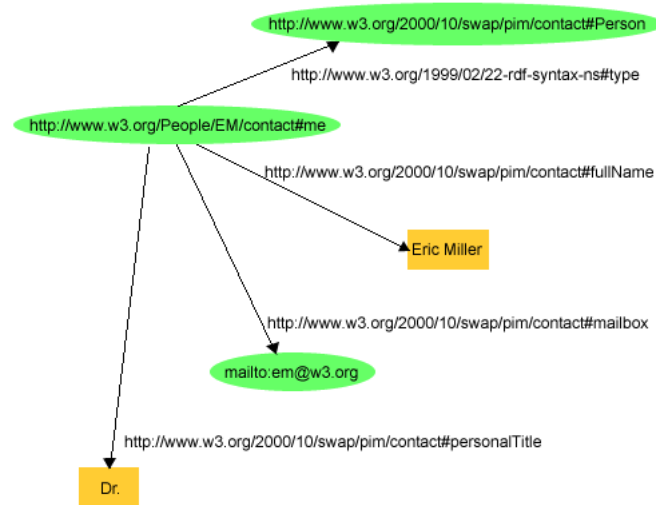 http://www.w3.org/2000/10/swap/pim/contact#Person
http://www.w3.org/1999/02/22-rdf-syntax-ns#type
http://www.w3.org/People/EM/contact#me
http://www.w3.org/2000/10/swap/pim/contact#fullName
Eric Miller
http://www.w3.org/2000/10/swap/pim/contact#mailbox
mailto:em@w3.org
http://www.w3.org/2000/10/swap/pim/contact#personalTitle
Dr.